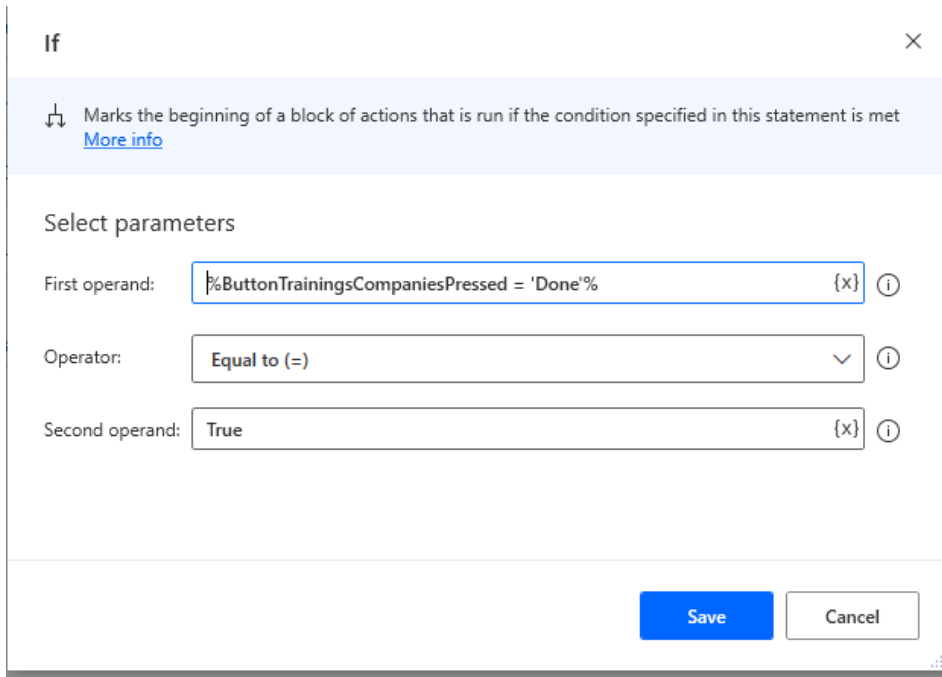 If
Marks the beginning of a block of actions that is run if the condition specified in this statement is met
More info
Select parameters
First operand: %ButtonTrainingsCompaniesPressed = 'Done'% {x}
Operator: Equal to (=)
Second operand: True {x}
Save Cancel